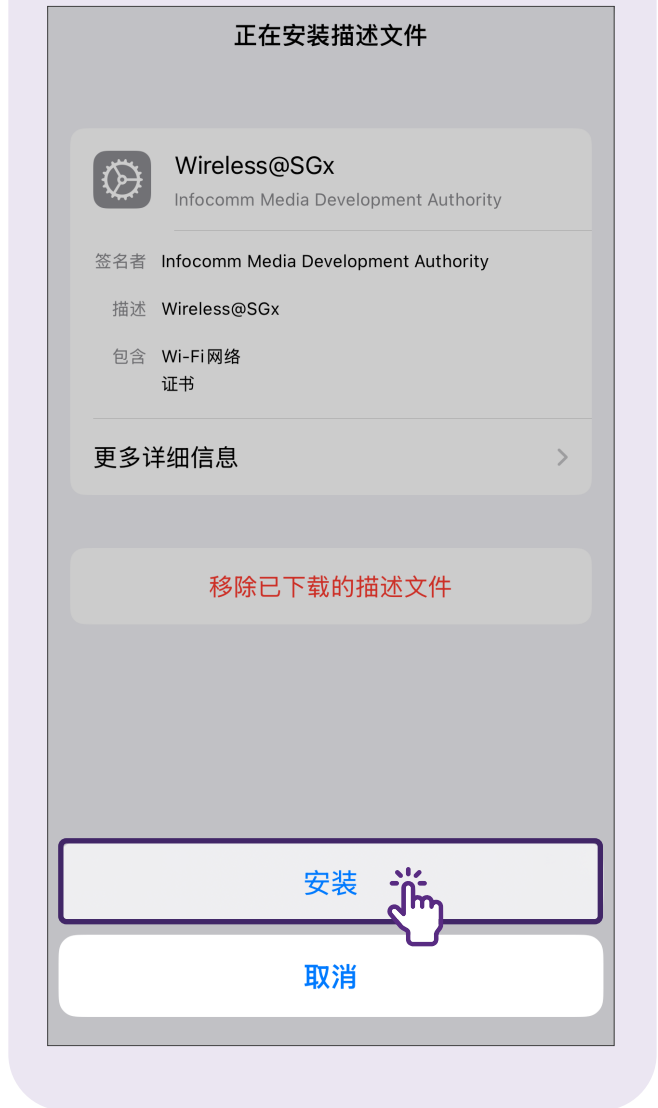 正在安装描述文件
Wireless@SGx
Infocomm Media Development Authority
签名者 Infocomm Media Development Authority
描述 Wireless@SGx
包含 Wi-Fi网络
证书
更多详细信息
移除已下载的描述文件
安装
取消